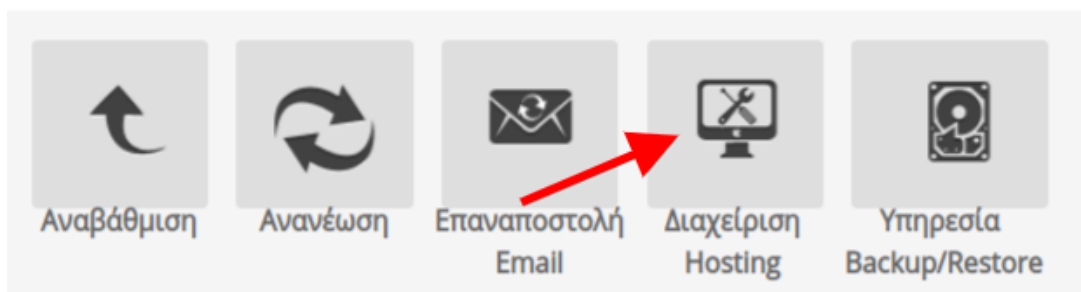 Αναβάθμιση
Ανανέωση
Επαναποστολή
Email
Διαχείριση
Hosting
Υπηρεσία
Backup/Restore